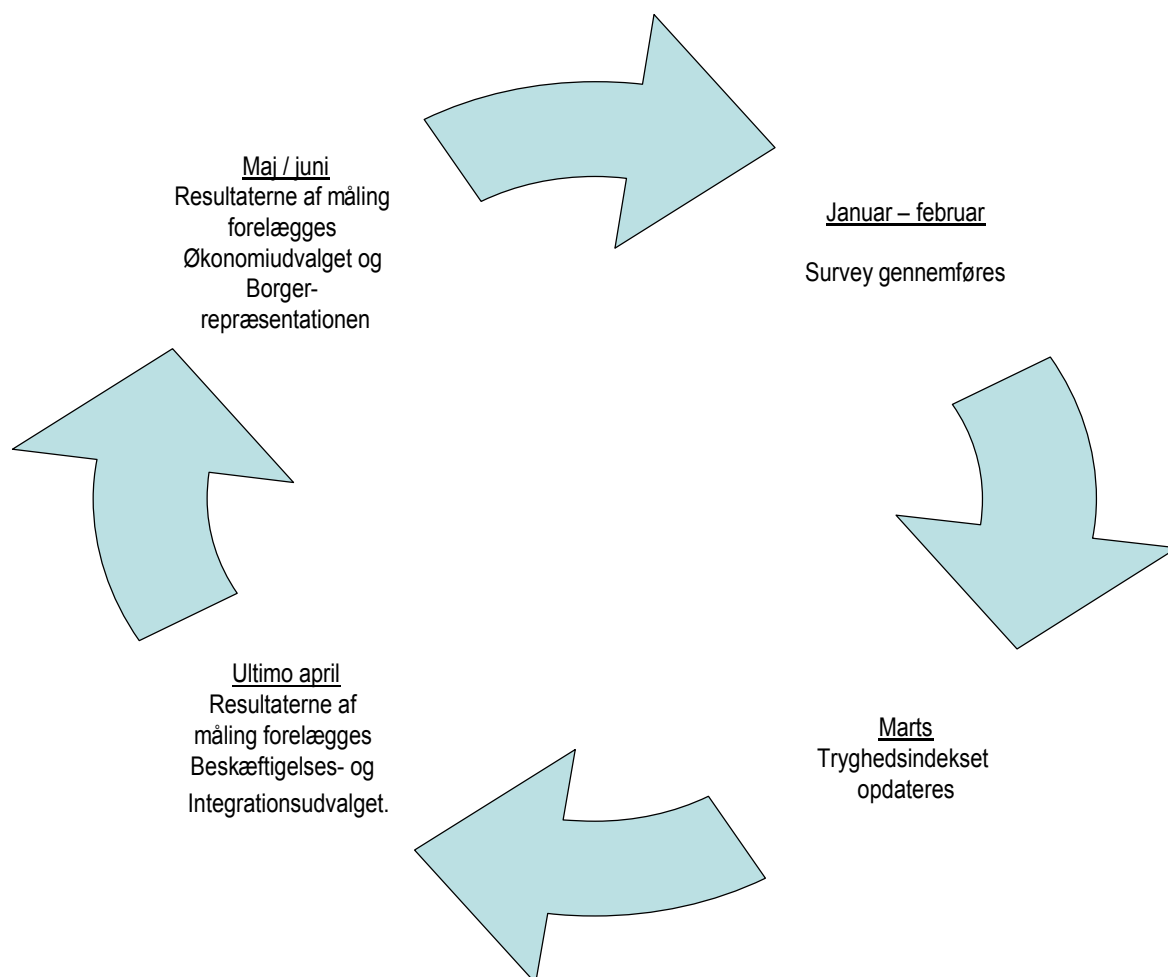 Maj / juni
Resultaterne af måling
forelægges
Økonomiudvalget og
Borger-
repræsentationen
Januar – februar
Survey gennemføres
Ultimo april
Resultaterne af
måling forelægges
Beskæftigelses- og
Integrationsudvalget.
Marts
Tryghedsindekset
opdateres